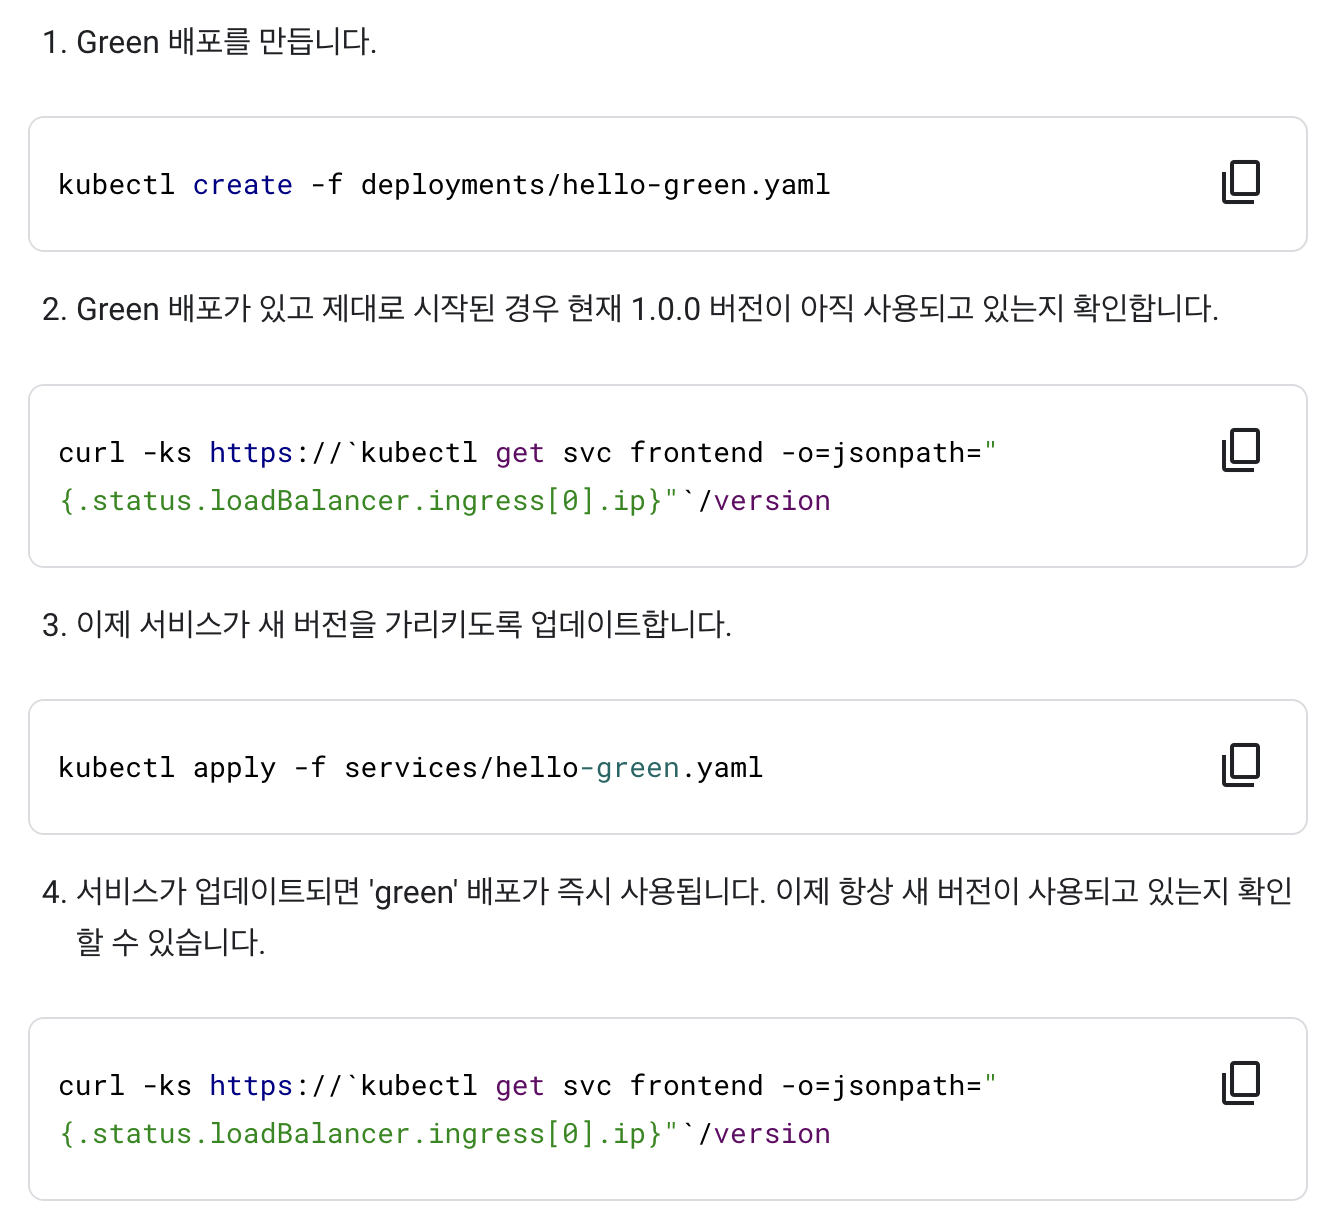 1. Green 배포를 만듭니다.
kubectl create -f deployments/hello-green.yaml
2. Green 배포가 있고 제대로 시작된 경우 현재 1.0.0 버전이 아직 사용되고 있는지 확인합니다.
curl -ks https://`kubectl get svc frontend -o=jsonpath="
{.status.loadBalancer.ingress[0].ip}"`/version
3. 이제 서비스가 새 버전을 가리키도록 업데이트합니다.
kubectl apply -f services/hello-green.yaml
4. 서비스가 업데이트되면 'green' 배포가 즉시 사용됩니다. 이제 항상 새 버전이 사용되고 있는지 확인
할 수 있습니다.
curl -ks https://`kubectl get svc frontend -o=jsonpath="
{.status.loadBalancer.ingress[0].ip}"`/version